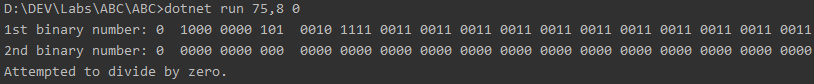 D:\DEV\Labs\ABC\ABC>dotnet run 75,8 0
1st binary number: 0  1000 0000 101  0010 1111 0011 0011 0011 0011 0011 0011 0011 0011 0011 0011 0011
2nd binary number: 0  0000 0000 000  0000 0000 0000 0000 0000 0000 0000 0000 0000 0000 0000 0000 0000
Attempted to divide by zero.